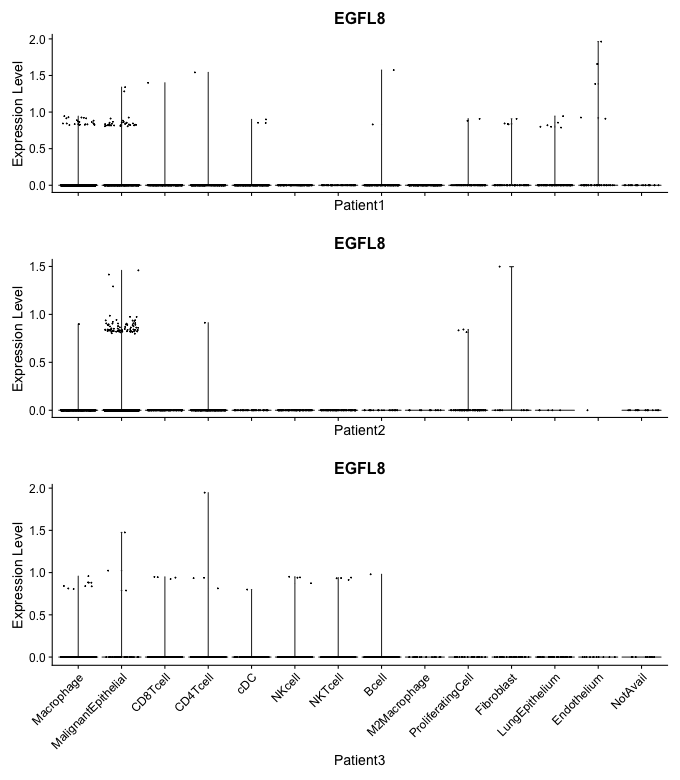 EGFL8
Expression Level
2.0
1.5
1.0
0.5
0.0
Patient1
EGFL8
Expression Level
1.5
1.0
0.5
0.0
Patient2
EGFL8
Expression Level
2.0
1.5
1.0
0.5
0.0
Macrophage
MalignantEpithelial
CD8Tcell
CD4Tcell
cDC
NKcell
NKTcell
Bcell
M2Macrophage
ProliferatingCell
Fibroblast
LungEpithelium
Endothelium
NotAvail
Patient3